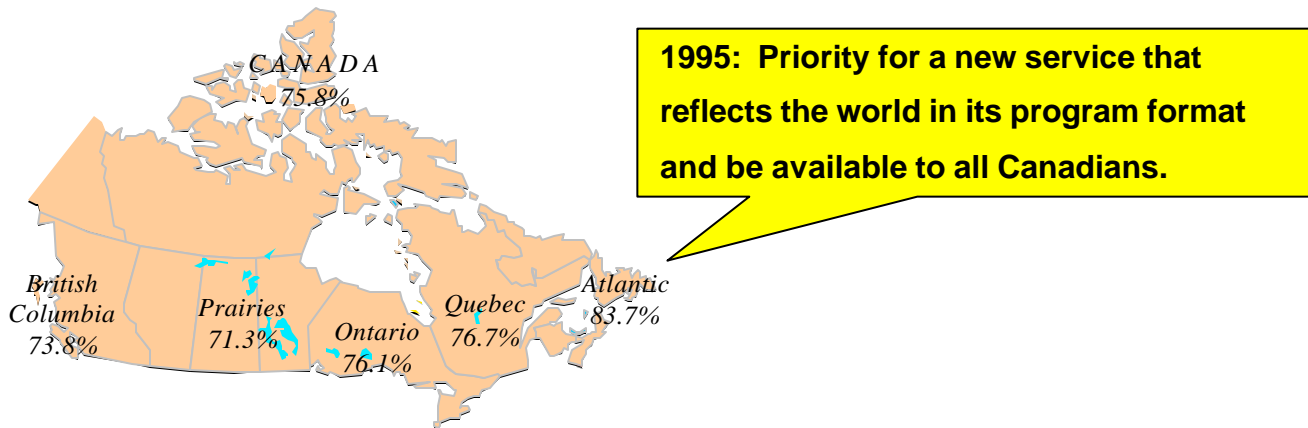 CANADA
75.8%
1995: Priority for a new service that
reflects the world in its program format
and be available to all Canadians.
British
Columbia
73.8%
Prairies
71.3%
Ontario
76.1%
Quebec
76.7%
Atlantic
83.7%